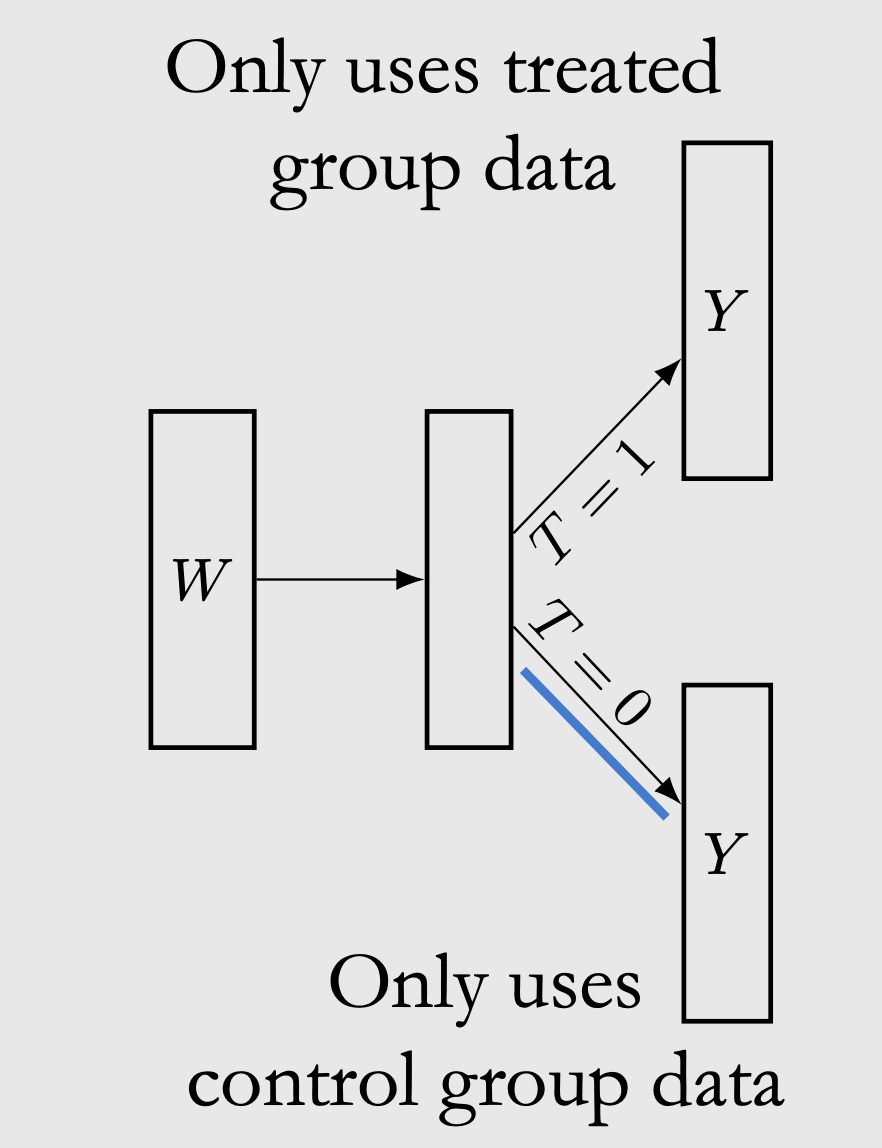 Only uses treated
group data
Y
T = 1
W
T = 0
Y
Only uses
control group data